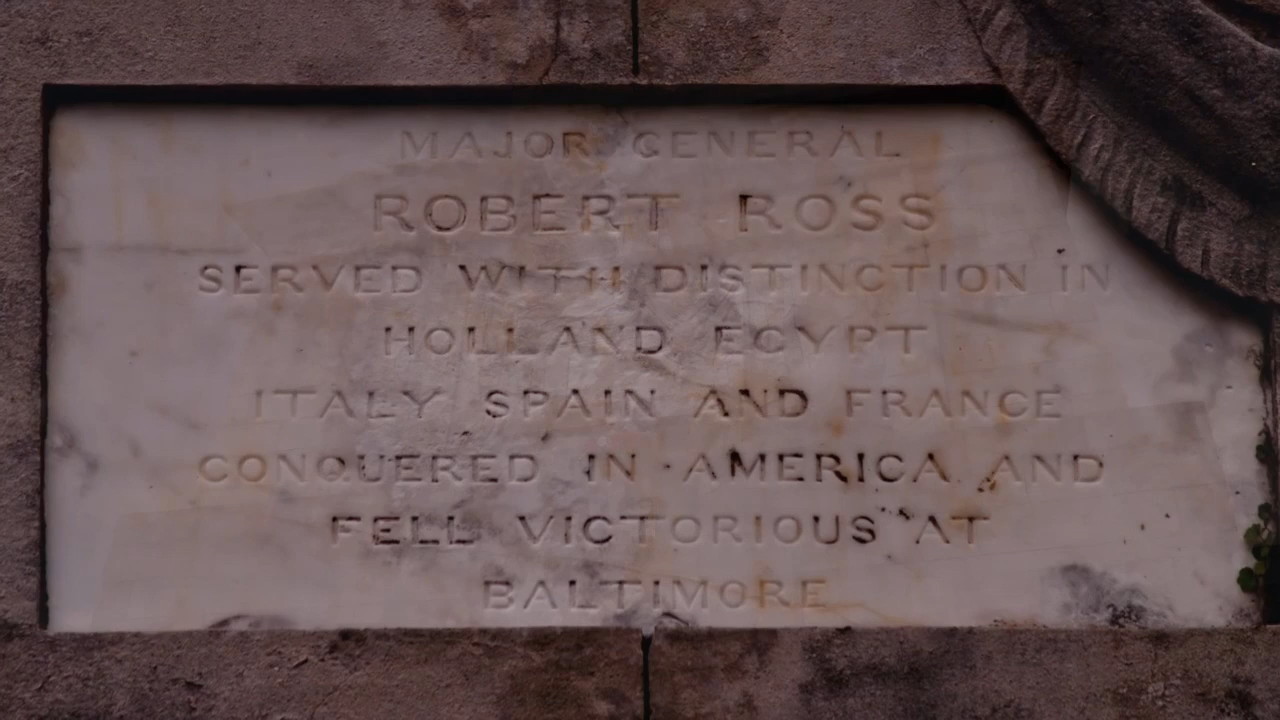 MAJOR GENERAL
ROBERT ROSS
SERVED WITH DISTINCTION IN
HOLLAND EGYPT
ITALY SPAIN AND FRANCE
CONQUERED IN AMERICA AND
FELL VICTORIOUS AT
BALTIMORE